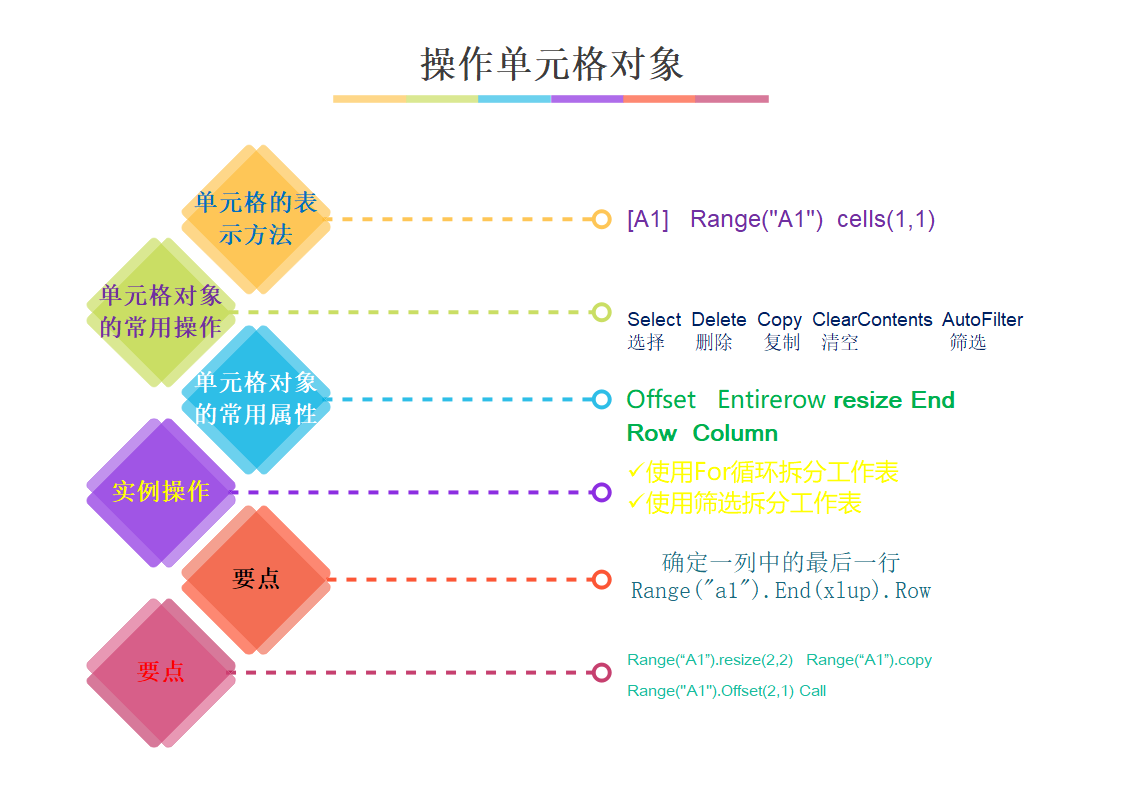 操作单元格对象
单元格的表
示方法
[A1] Range("A1") cells(1,1)
单元格对象
的常用操作
Select Delete Copy ClearContents AutoFilter
选择 删除 复制 清空 筛选
单元格对象
的常用属性
Offset Entirerow resize End
Row Column
实例操作
✓使用For循环拆分工作表
✓使用筛选拆分工作表
要点
确定一列中的最后一行
Range("a1").End(xlup).Row
要点
Range(“A1”).resize(2,2) Range(“A1”).copy
Range("A1").Offset(2,1) Call